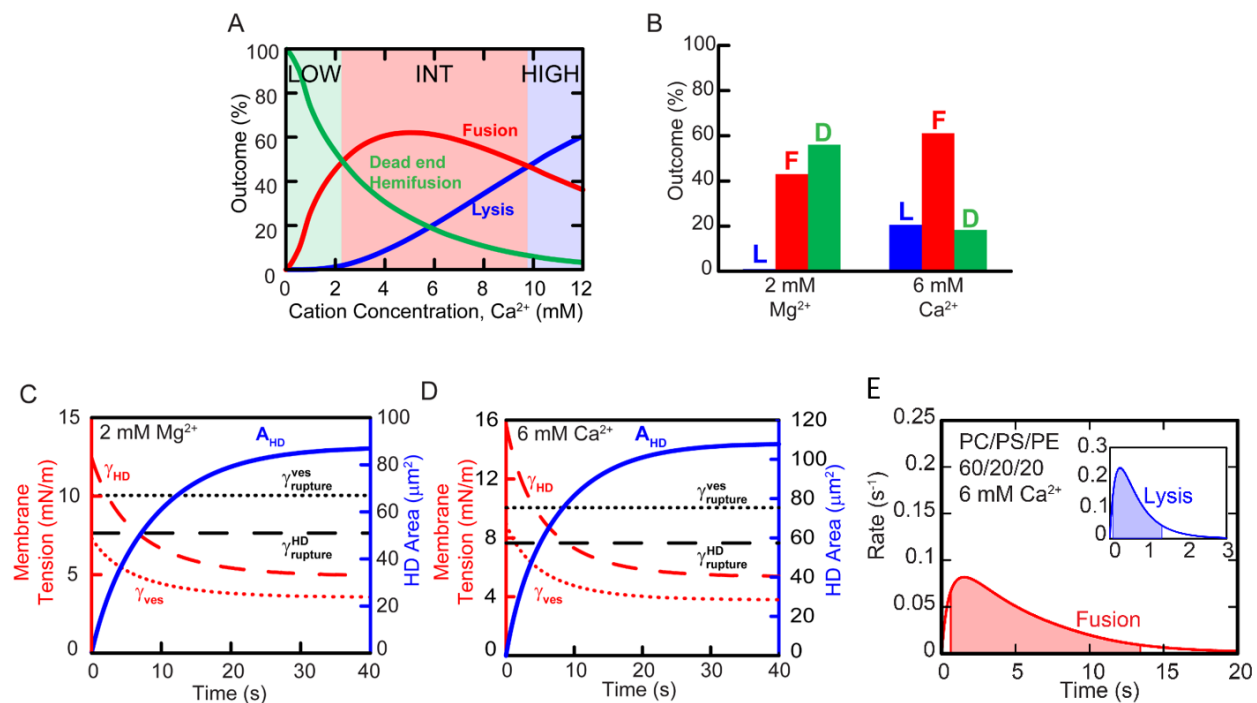 A
100
80
60
40
20
0
Outcome (%)
LOW
INT
HIGH
Fusion
Dead end
Hemifusion
Lysis
0 2 4 6 8 10 12
Cation Concentration, Ca²⁺ (mM)
B
100
80
60
40
20
0
Outcome (%)
L
F
D
L
F
D
2 mM
Mg²⁺
6 mM
Ca²⁺
C
15
10
5
0
Membrane
Tension (mN/m)
2 mM Mg²⁺
A_HD
γ_HD
γ^ves_rupture
γ^HD_rupture
γ_ves
100
80
60
40
20
0
HD Area (μm²)
0 10 20 30 40
Time (s)
D
16
12
8
4
0
Membrane
Tension (mN/m)
6 mM Ca²⁺
A_HD
γ_HD
γ^ves_rupture
γ^HD_rupture
γ_ves
120
100
80
60
40
20
0
HD Area (μm²)
0 10 20 30 40
Time (s)
E
0.25
0.2
0.15
0.1
0.05
0
Rate (s⁻¹)
PC/PS/PE
60/20/20
6 mM Ca²⁺
0.3
0.2
0.1
0
Lysis
0 1 2 3
Fusion
0 5 10 15 20
Time (s)